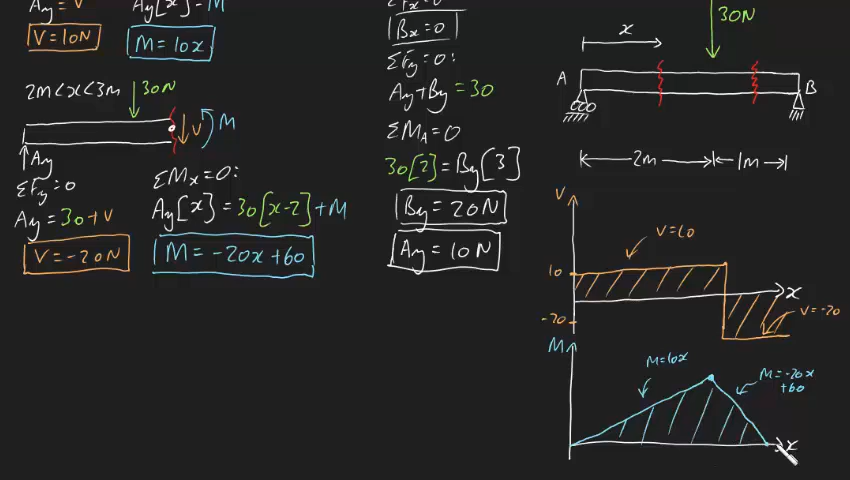 Ay=V
V=10N
Ay[x]=M
M=10x
2m<x<3m
30N
V
M
Ay
ΣFy=0
Ay=30+V
V=-20N
ΣMx=0:
Ay[x]=30[x-2]+M
M=-20x+60
ΣFx=0
Bx=0
ΣFy=0:
Ay+By=30
ΣMA=0
30[2]=By[3]
By=20N
Ay=10N
30N
x
A
B
2m
1m
V
V=10
10
x
-20
V=-20
M
M=10x
M=-20x
+60
x